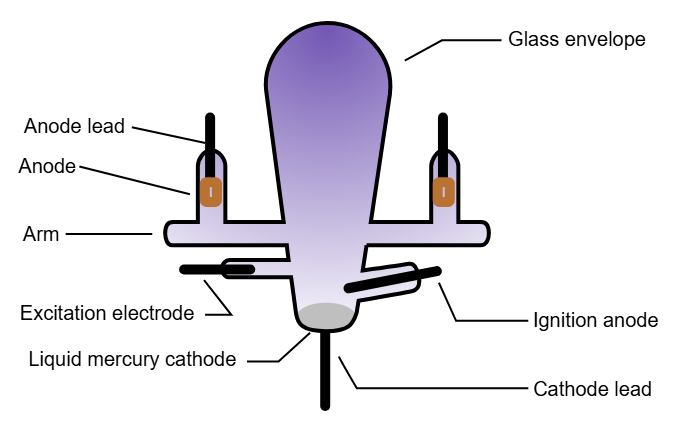 Glass envelope
Anode lead
Anode
Arm
Excitation electrode
Ignition anode
Liquid mercury cathode
Cathode lead